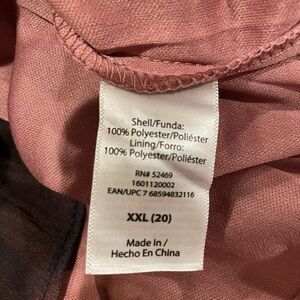 Shell/Funda:
100% Polyester/Poliéster
Lining/Forro:
100% Polyester/Poliéster
RN# 52469
1601120002
EAN/UPC 7 68594832116
XXL (20)
Made In /
Hecho En China